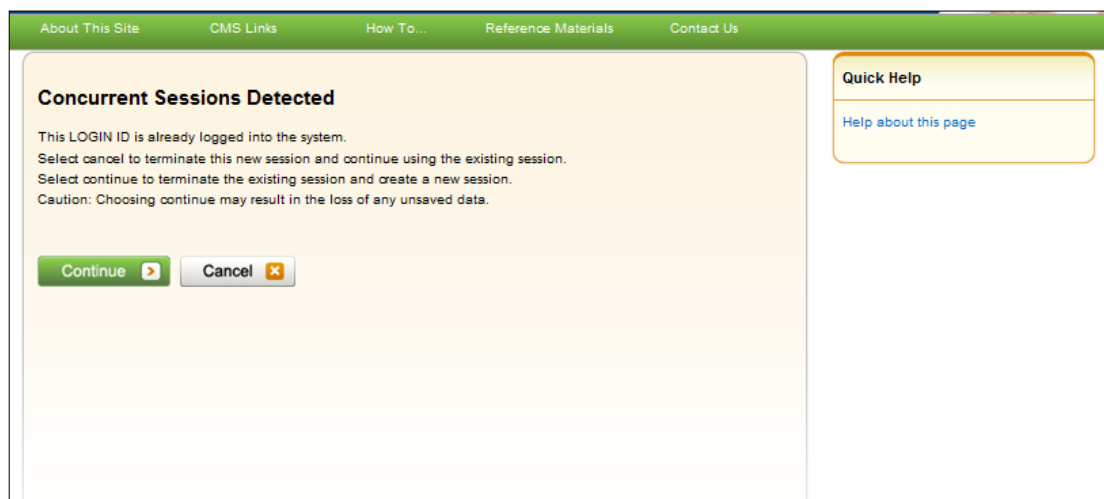 About This Site CMS Links How To... Reference Materials Contact Us
Concurrent Sessions Detected
This LOGIN ID is already logged into the system.
Select cancel to terminate this new session and continue using the existing session.
Select continue to terminate the existing session and create a new session.
Caution: Choosing continue may result in the loss of any unsaved data.
Continue Cancel
Quick Help
Help about this page